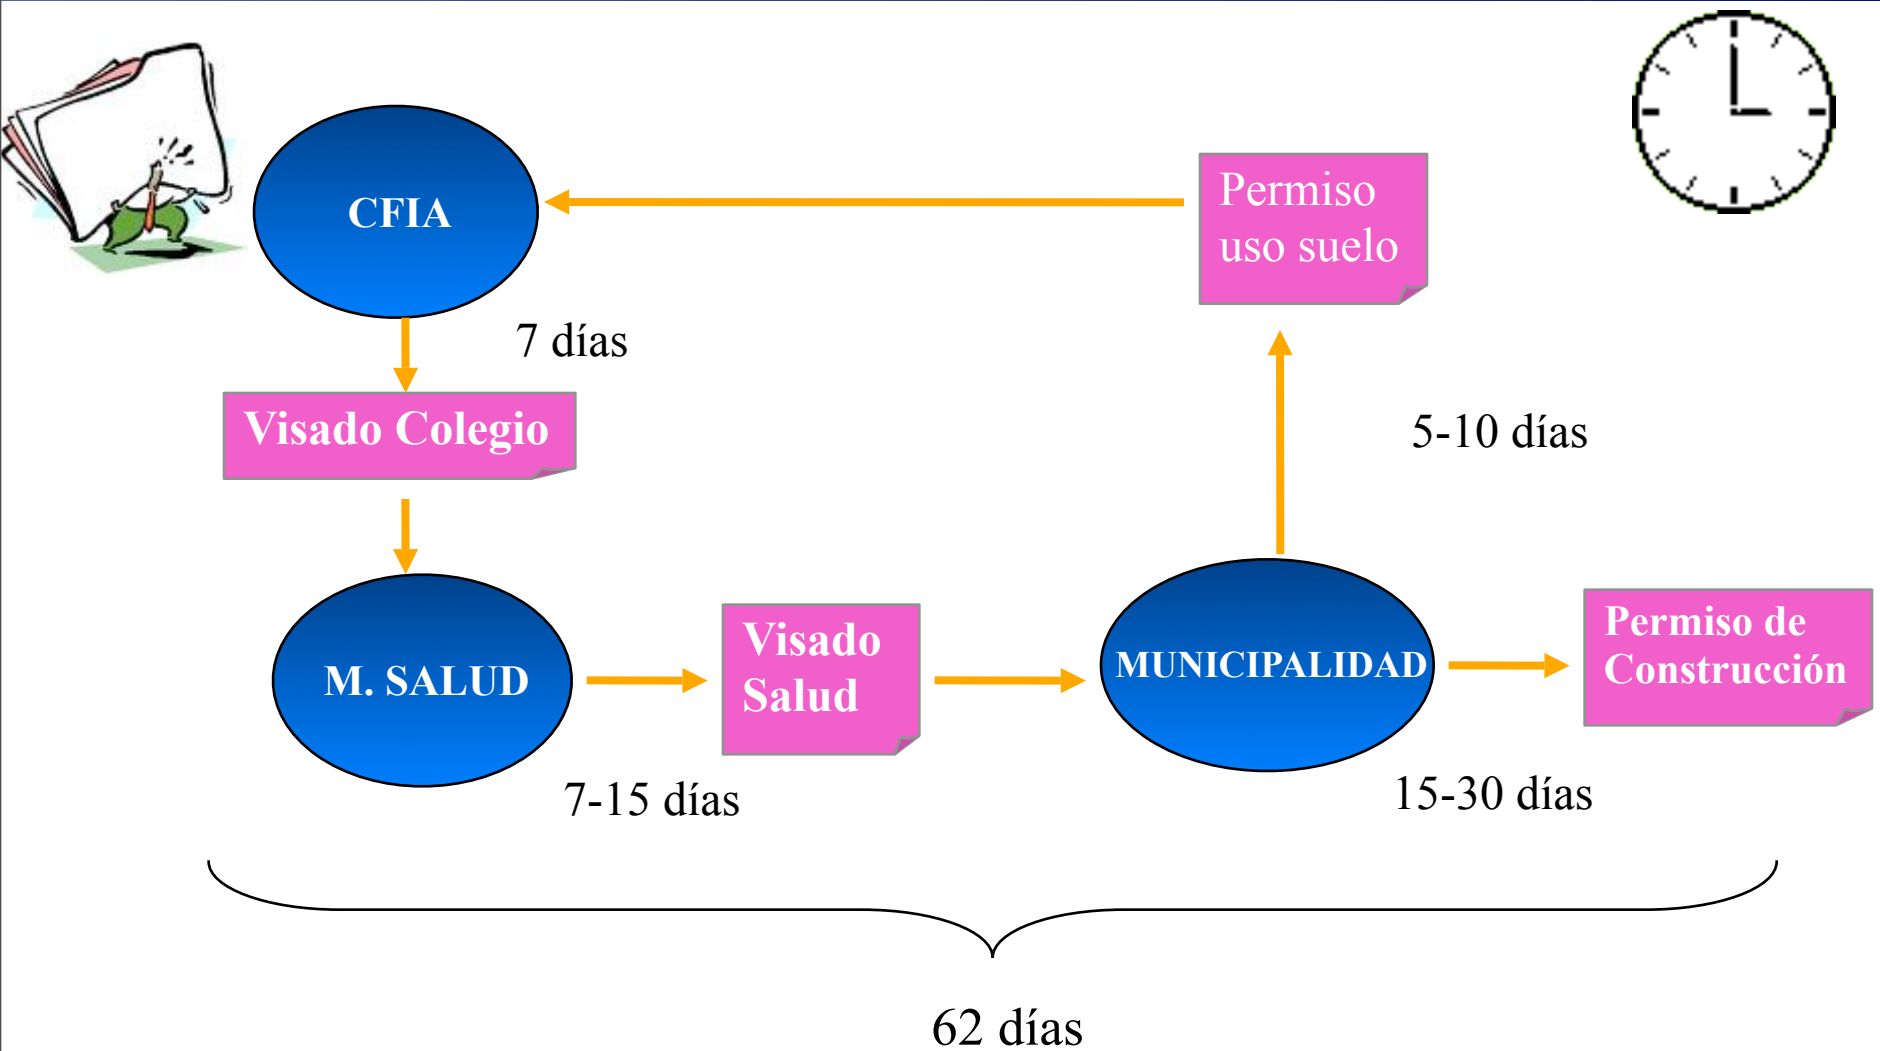 CFIA
Permiso
uso suelo
7 días
Visado Colegio
5-10 días
M. SALUD
Visado
Salud
MUNICIPALIDAD
Permiso de
Construcción
7-15 días
15-30 días
62 días